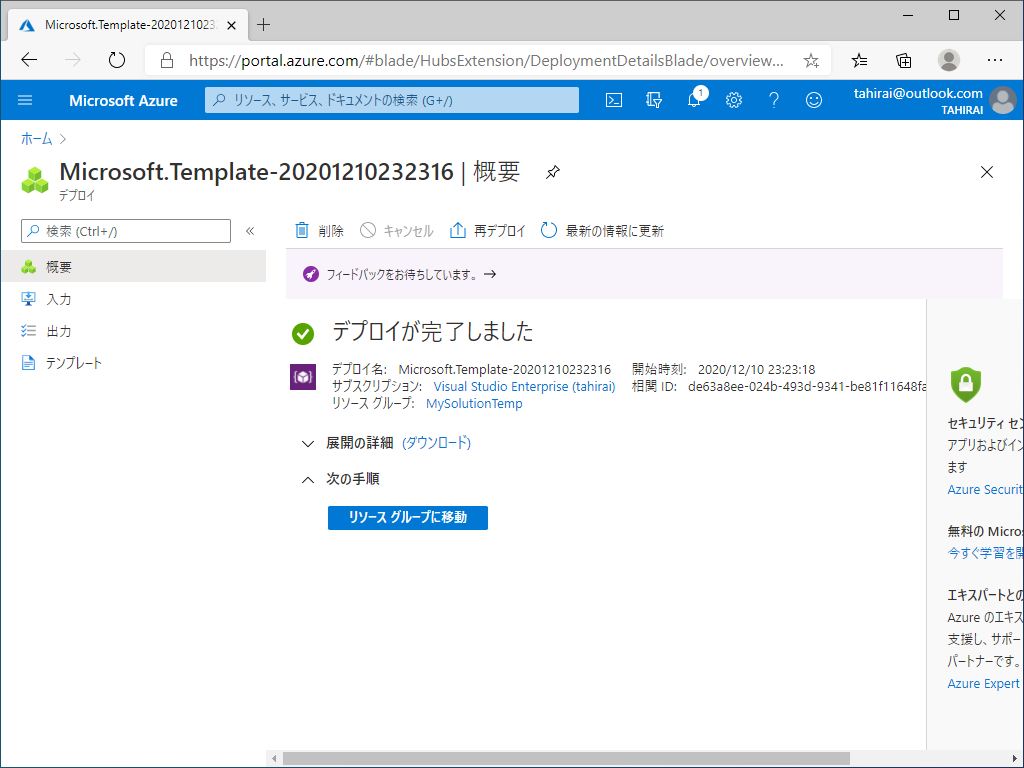 Microsoft.Template-2020121023
https://portal.azure.com/#blade/HubsExtension/DeploymentDetailsBlade/overview...
Microsoft Azure
リソース、サービス、ドキュメントの検索 (G+/)
1
tahirai@outlook.com
TAHIRAI
ホーム
Microsoft.Template-20201210232316 | 概要
デプロイ
検索 (Ctrl+/)
削除
キャンセル
再デプロイ
最新の情報に更新
概要
入力
出力
テンプレート
フィードバックをお待ちしています。 →
デプロイが完了しました
デプロイ名: Microsoft.Template-20201210232316 開始時刻: 2020/12/10 23:23:18
サブスクリプション: Visual Studio Enterprise (tahirai) 相関 ID: de63a8ee-024b-493d-9341-be81f11648fa
リソース グループ: MySolutionTemp
展開の詳細 (ダウンロード)
次の手順
リソース グループに移動
セキュリティ セン
アプリおよびイン
ます
Azure Securit
無料の Micros
今すぐ学習を開
エキスパートとの
Azure のエキス
支援し、サポー
パートナーです。
Azure Expert